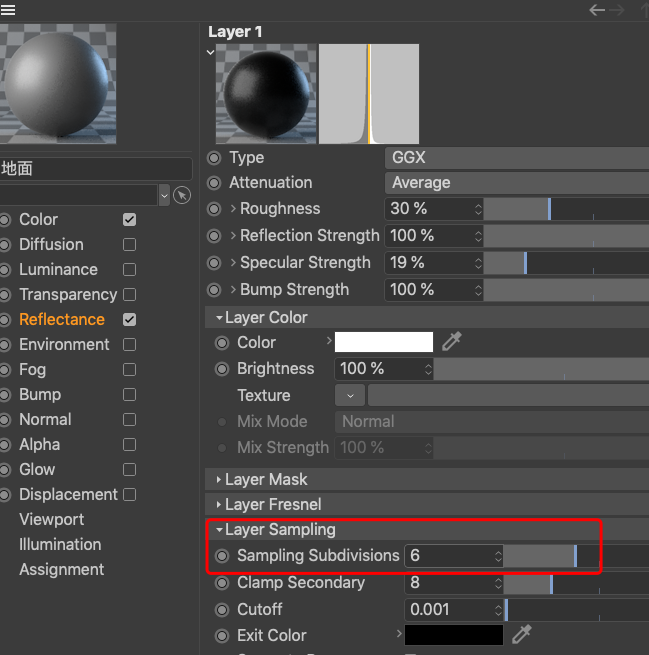 Layer 1
地面
Color
Diffusion
Luminance
Transparency
Reflectance
Environment
Fog
Bump
Normal
Alpha
Glow
Displacement
Viewport
Illumination
Assignment
Type GGX
Attenuation Average
Roughness 30 %
Reflection Strength 100 %
Specular Strength 19 %
Bump Strength 100 %
Layer Color
Color
Brightness 100 %
Texture
Mix Mode Normal
Mix Strength 100 %
Layer Mask
Layer Fresnel
Layer Sampling
Sampling Subdivisions 6
Clamp Secondary 8
Cutoff 0.001
Exit Color